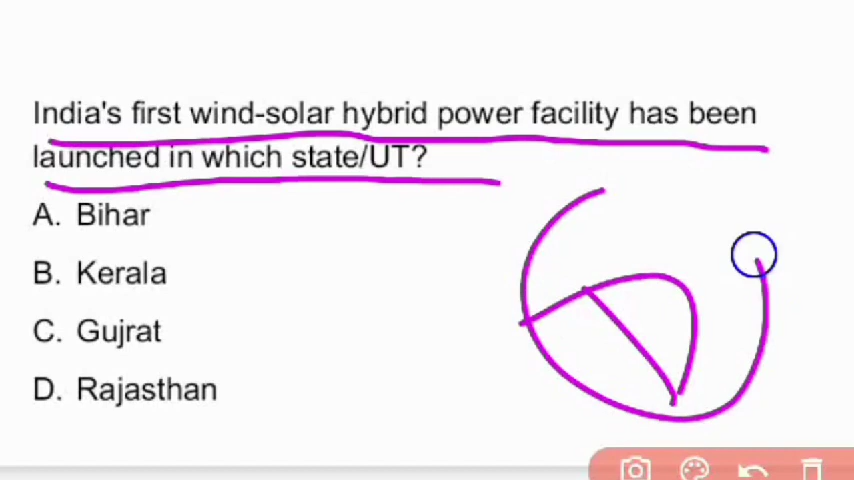 India's first wind-solar hybrid power facility has been
launched in which state/UT?
A. Bihar
B. Kerala
C. Gujrat
D. Rajasthan